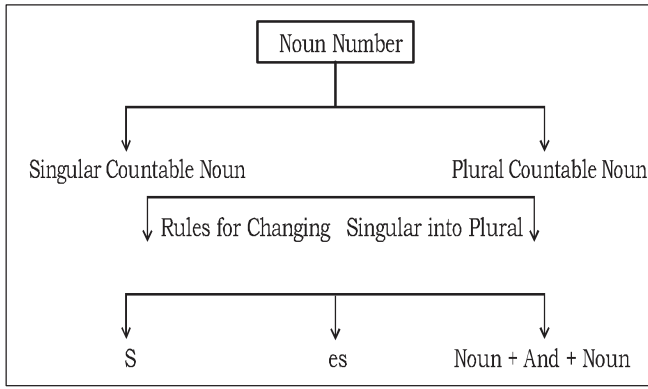 Noun Number
Singular Countable Noun Plural Countable Noun
Rules for Changing Singular into Plural
S es Noun + And + Noun